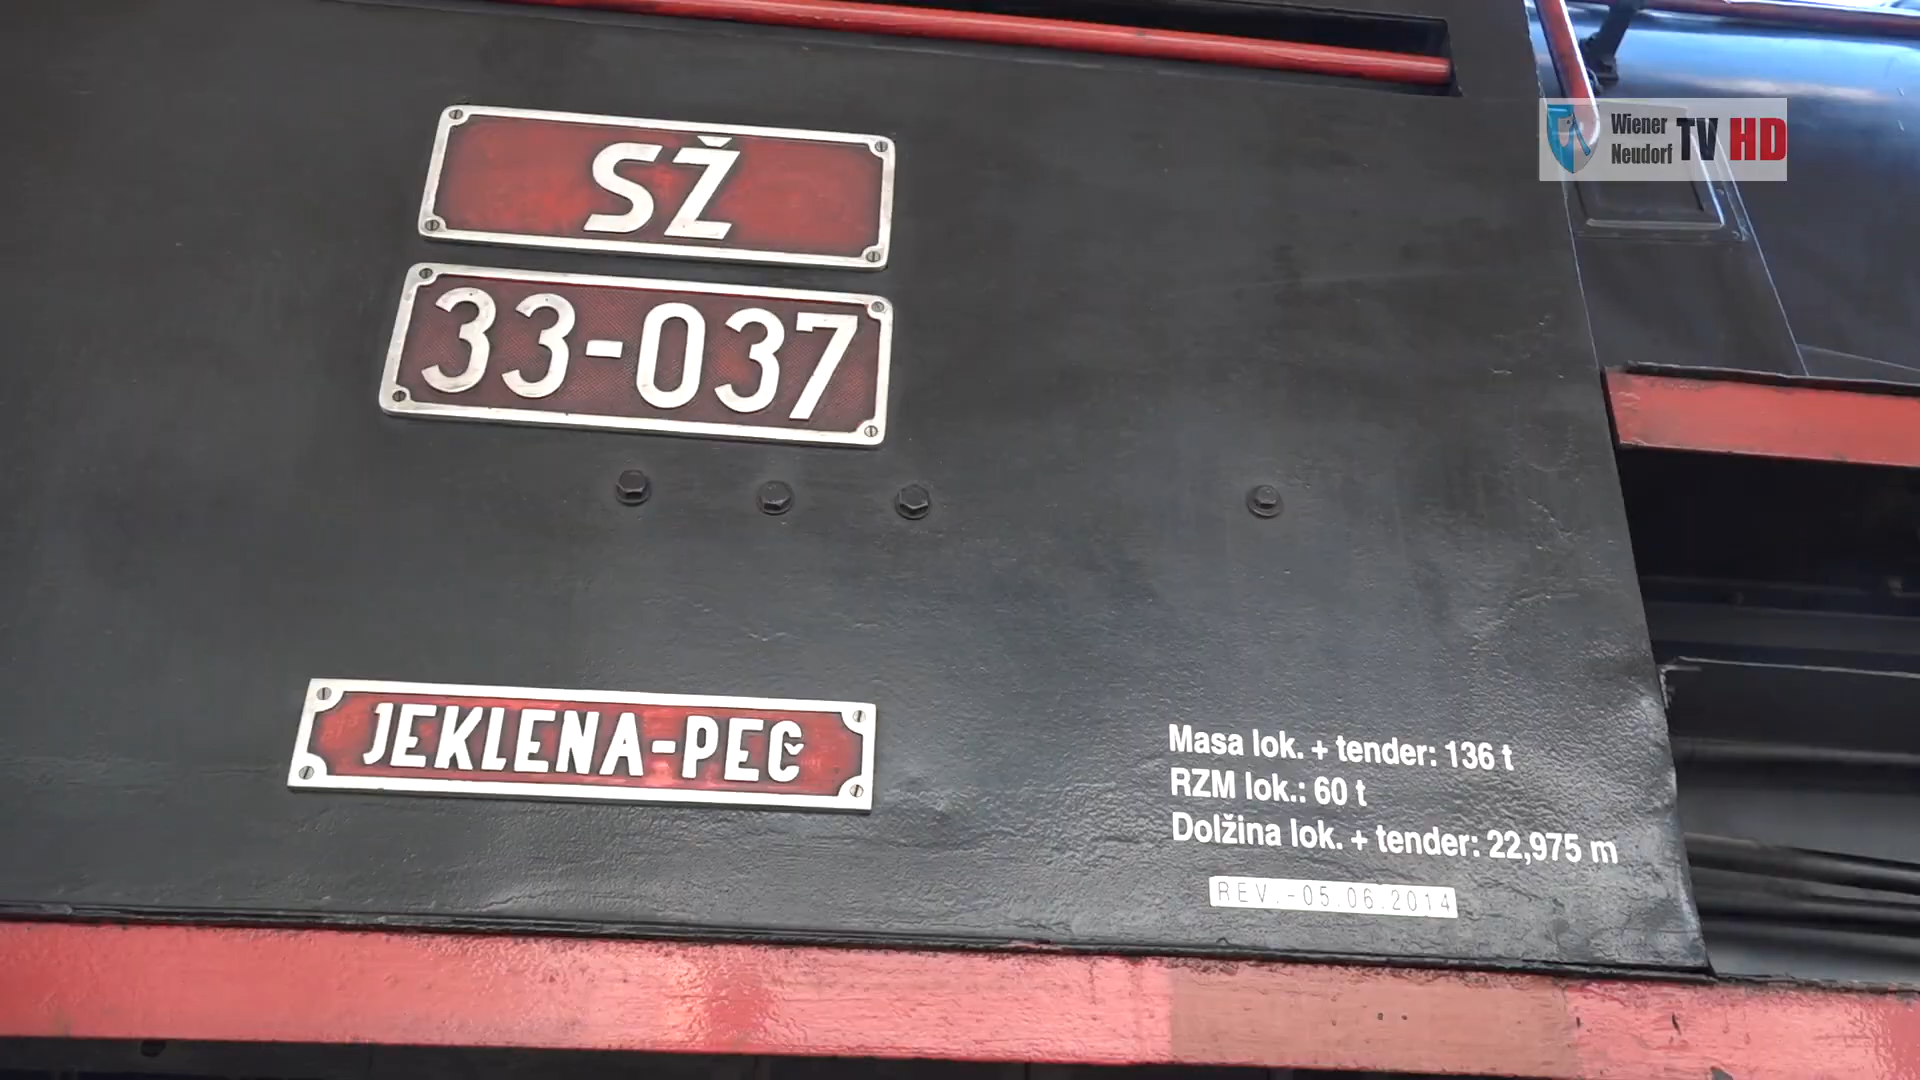 SŽ
33-037
JEKLENA-PEČ
Masa lok. + tender: 136 t
RZM lok.: 60 t
Dolžina lok. + tender: 22,975 m
REV.-05.06.2014
Wiener
Neudorf
TV HD